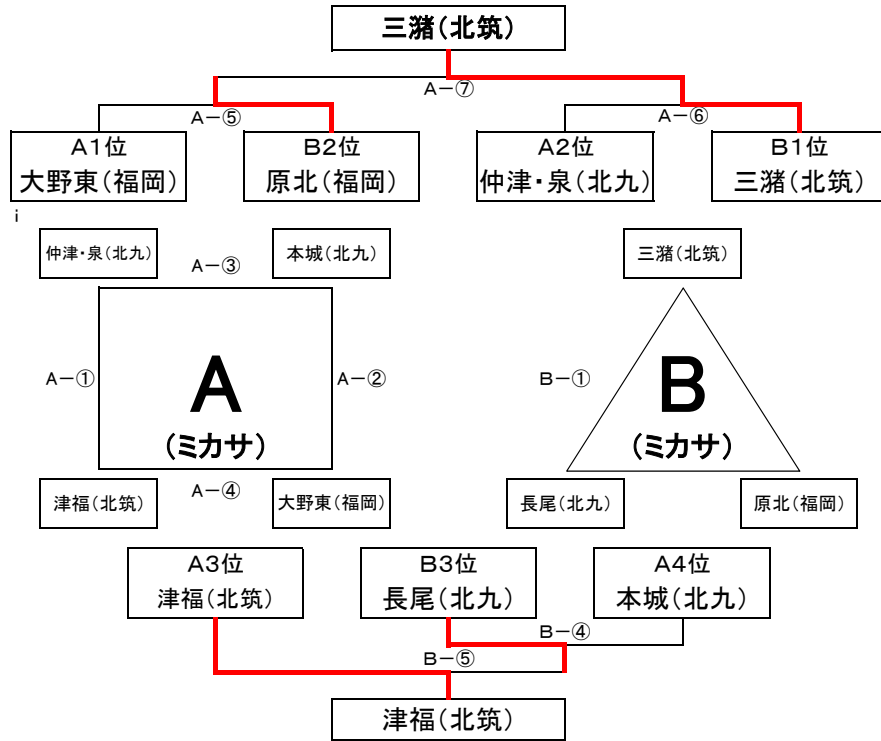 三潴（北筑）
A－⑦
A－⑤
A－⑥
A1位
大野東（福岡）
B2位
原北（福岡）
A2位
仲津・泉（北九）
B1位
三潴（北筑）
i
仲津・泉（北九）
A－③
本城（北九）
三潴（北筑）
A－①
A
（ミカサ）
A－②
B－①
B
（ミカサ）
津福（北筑）
A－④
大野東（福岡）
長尾（北九）
原北（福岡）
A3位
津福（北筑）
B3位
長尾（北九）
A4位
本城（北九）
B－④
B－⑤
津福（北筑）